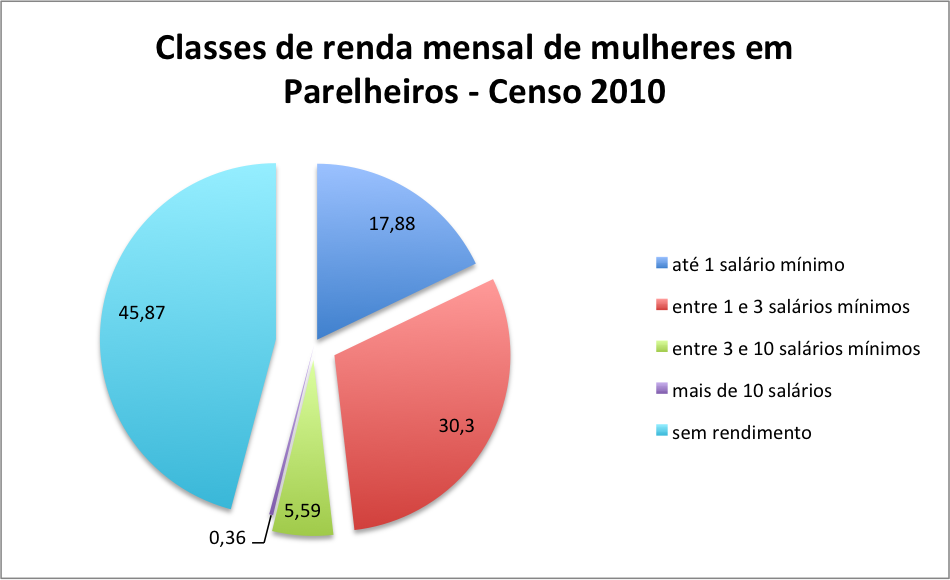 Classes de renda mensal de mulheres em
Parelheiros - Censo 2010
17,88
45,87
30,3
5,59
0,36
até 1 salário mínimo
entre 1 e 3 salários mínimos
entre 3 e 10 salários mínimos
mais de 10 salários
sem rendimento